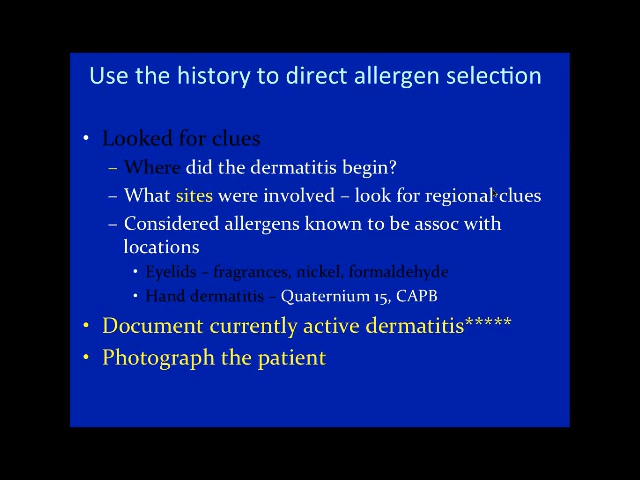 Use the history to direct allergen selection
• Looked for clues
– Where did the dermatitis begin?
– What sites were involved – look for regional clues
– Considered allergens known to be assoc with
locations
• Eyelids – fragrances, nickel, formaldehyde
• Hand dermatitis – Quaternium 15, CAPB
• Document currently active dermatitis*****
• Photograph the patient